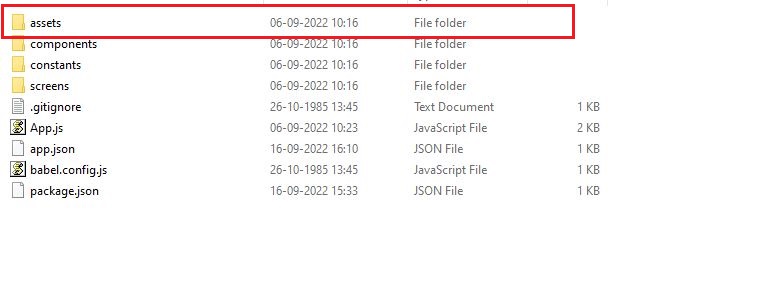 assets 06-09-2022 10:16 File folder
components 06-09-2022 10:16 File folder
constants 06-09-2022 10:16 File folder
screens 06-09-2022 10:16 File folder
.gitignore 26-10-1985 13:45 Text Document 1 KB
App.js 06-09-2022 10:23 JavaScript File 2 KB
app.json 16-09-2022 16:10 JSON File 1 KB
babel.config.js 26-10-1985 13:45 JavaScript File 1 KB
package.json 16-09-2022 15:33 JSON File 1 KB